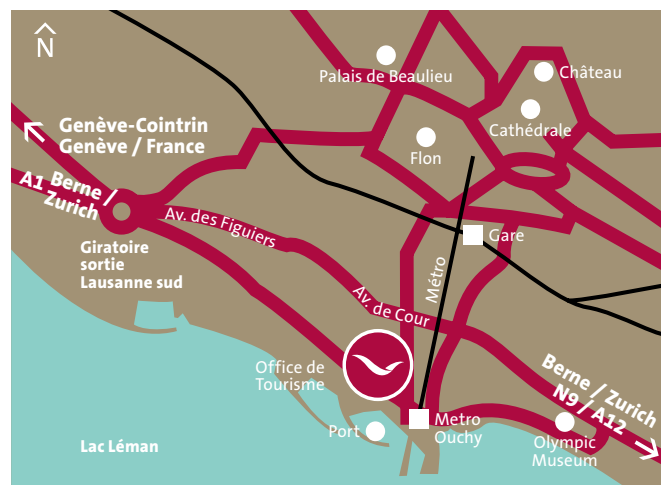 N
Palais de Beaulieu
Château
Cathédrale
Flon
Genève-Cointrin
Genève / France
A1 Berne /
Zurich
Av. des Figuiers
Gare
Giratoire
sortie
Lausanne sud
Métro
Av. de Cour
Office de
Tourisme
Berne / Zurich
N9 / A12
Port
Metro
Ouchy
Olympic
Museum
Lac Léman